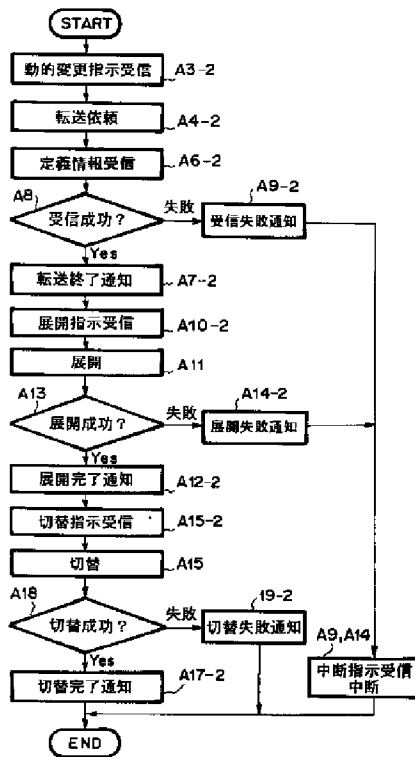 START
動的変更指示受信
A3-2
転送依頼
A4-2
定義情報受信
A6-2
A8
受信成功？
失敗
A9-2
受信失敗通知
Yes
転送終了通知
A7-2
展開指示受信
A10-2
展開
A11
A13
展開成功？
失敗
A14-2
展開失敗通知
Yes
展開完了通知
A12-2
切替指示受信
A15-2
切替
A15
A18
切替成功？
失敗
19-2
切替失敗通知
Yes
A9,A14
中断指示受信
中断
切替完了通知
A17-2
END